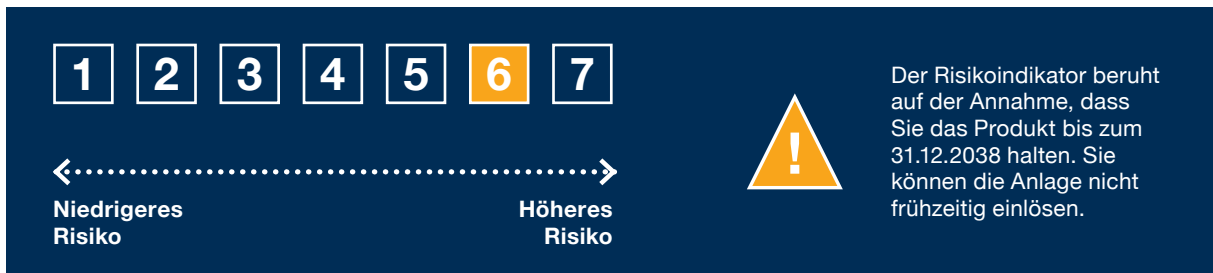 1 2 3 4 5 6 7
Niedrigeres
Risiko
Höheres
Risiko
!
Der Risikoindikator beruht
auf der Annahme, dass
Sie das Produkt bis zum
31.12.2038 halten. Sie
können die Anlage nicht
frühzeitig einlösen.